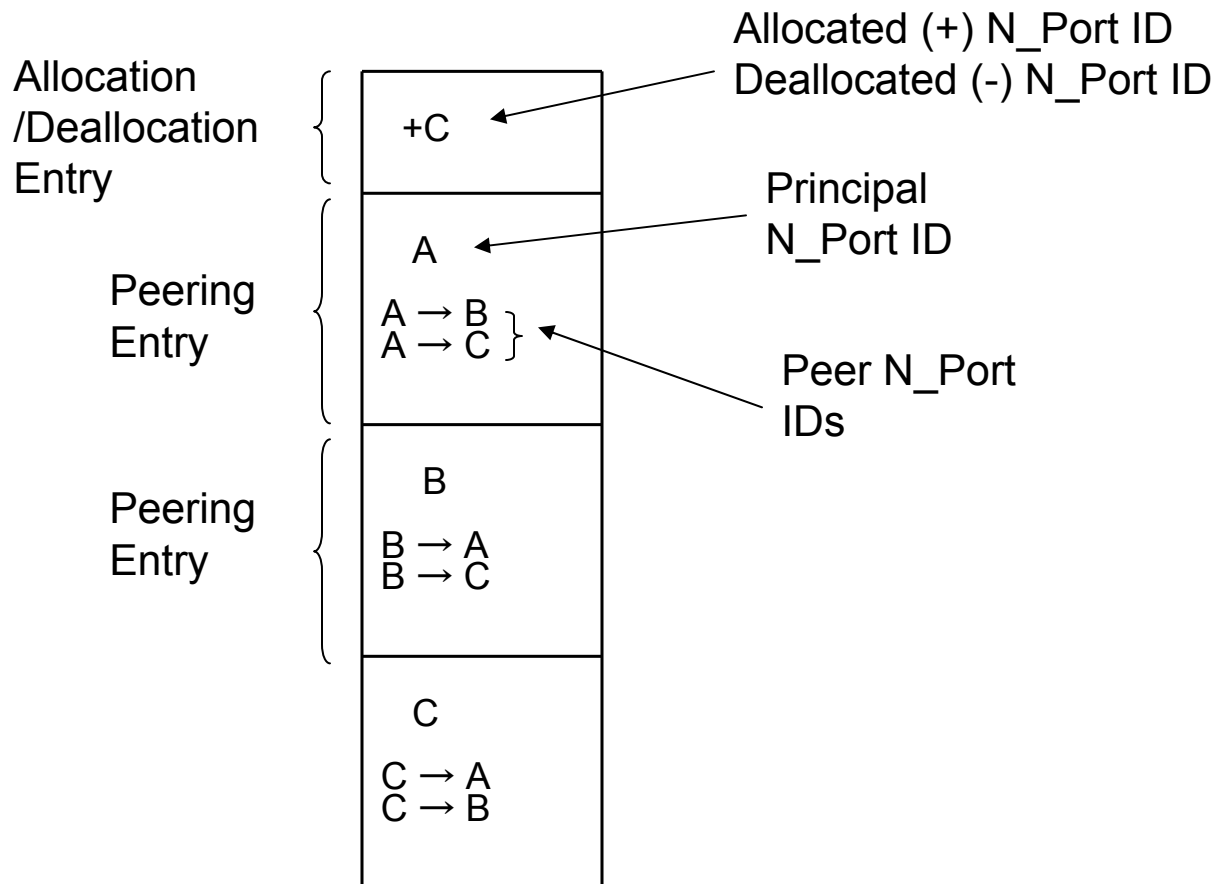 Allocated (+) N_Port ID
Deallocated (-) N_Port ID
Allocation
/Deallocation
Entry
+C
Principal
N_Port ID
A
Peering
Entry
A → B
A → C
Peer N_Port
IDs
B
Peering
Entry
B → A
B → C
C
C → A
C → B